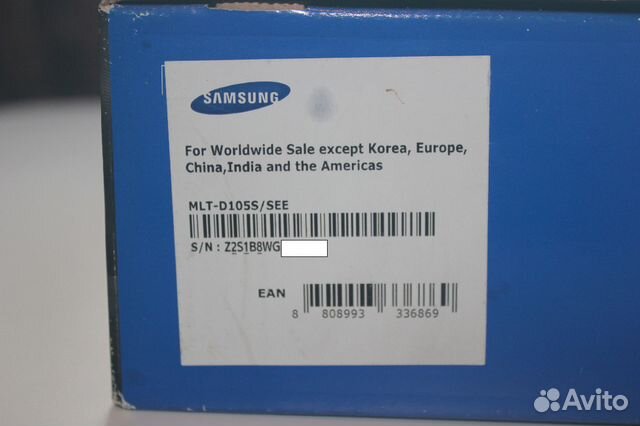 SAMSUNG
For Worldwide Sale except Korea, Europe,
China,India and the Americas
MLT-D105S/SEE
S/N : Z2S1B8WG
EAN
8 808993 336869
Avito